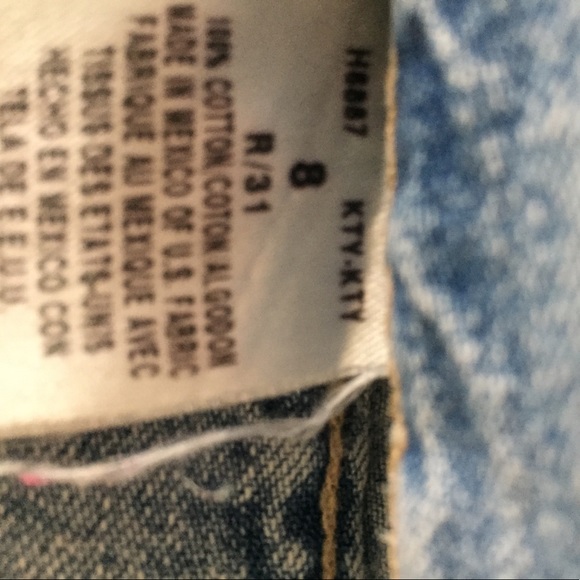 H8887 KTY-KTY
8
R/31
100% COTTON COTON ALGODON
MADE IN MEXICO OF U.S. FABRIC
FABRIQUE AU MEXIQUE AVEC
TISSUS DES ETATS-UNIS
HECHO EN MEXICO CON
TELA DE E.E.U.U